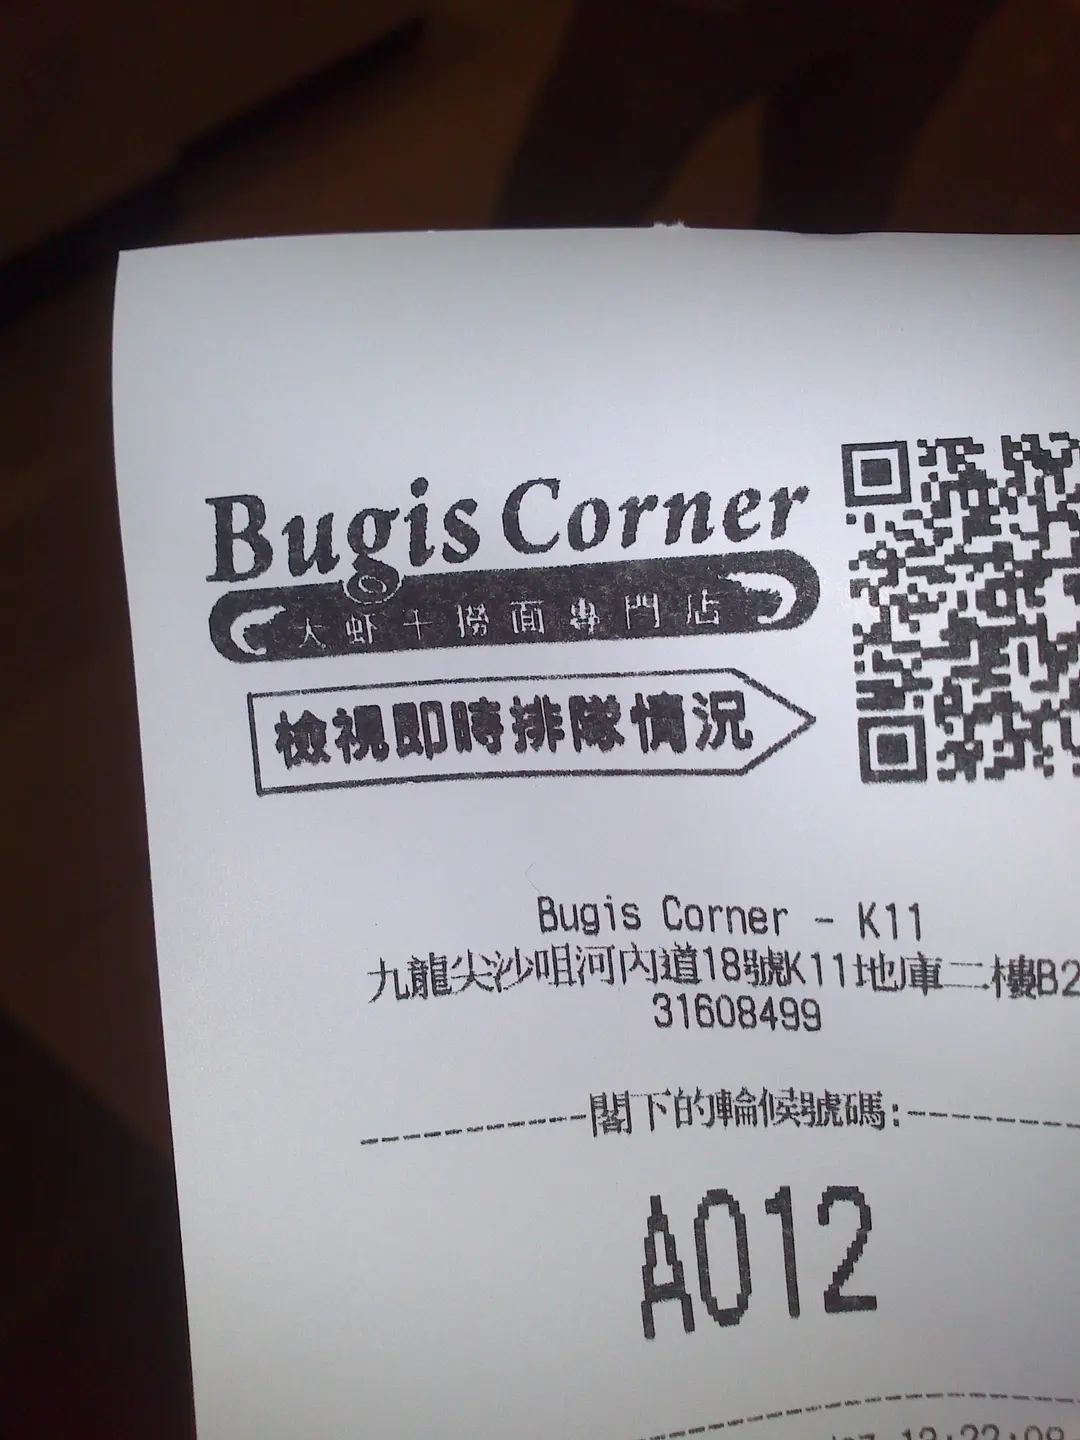 Bugis Corner
大虾干撈面專門店
檢視即時排隊情況
Bugis Corner - K11
九龍尖沙咀河內道18號K11地庫二樓B2
31608499
閣下的輪候號碼:
A012